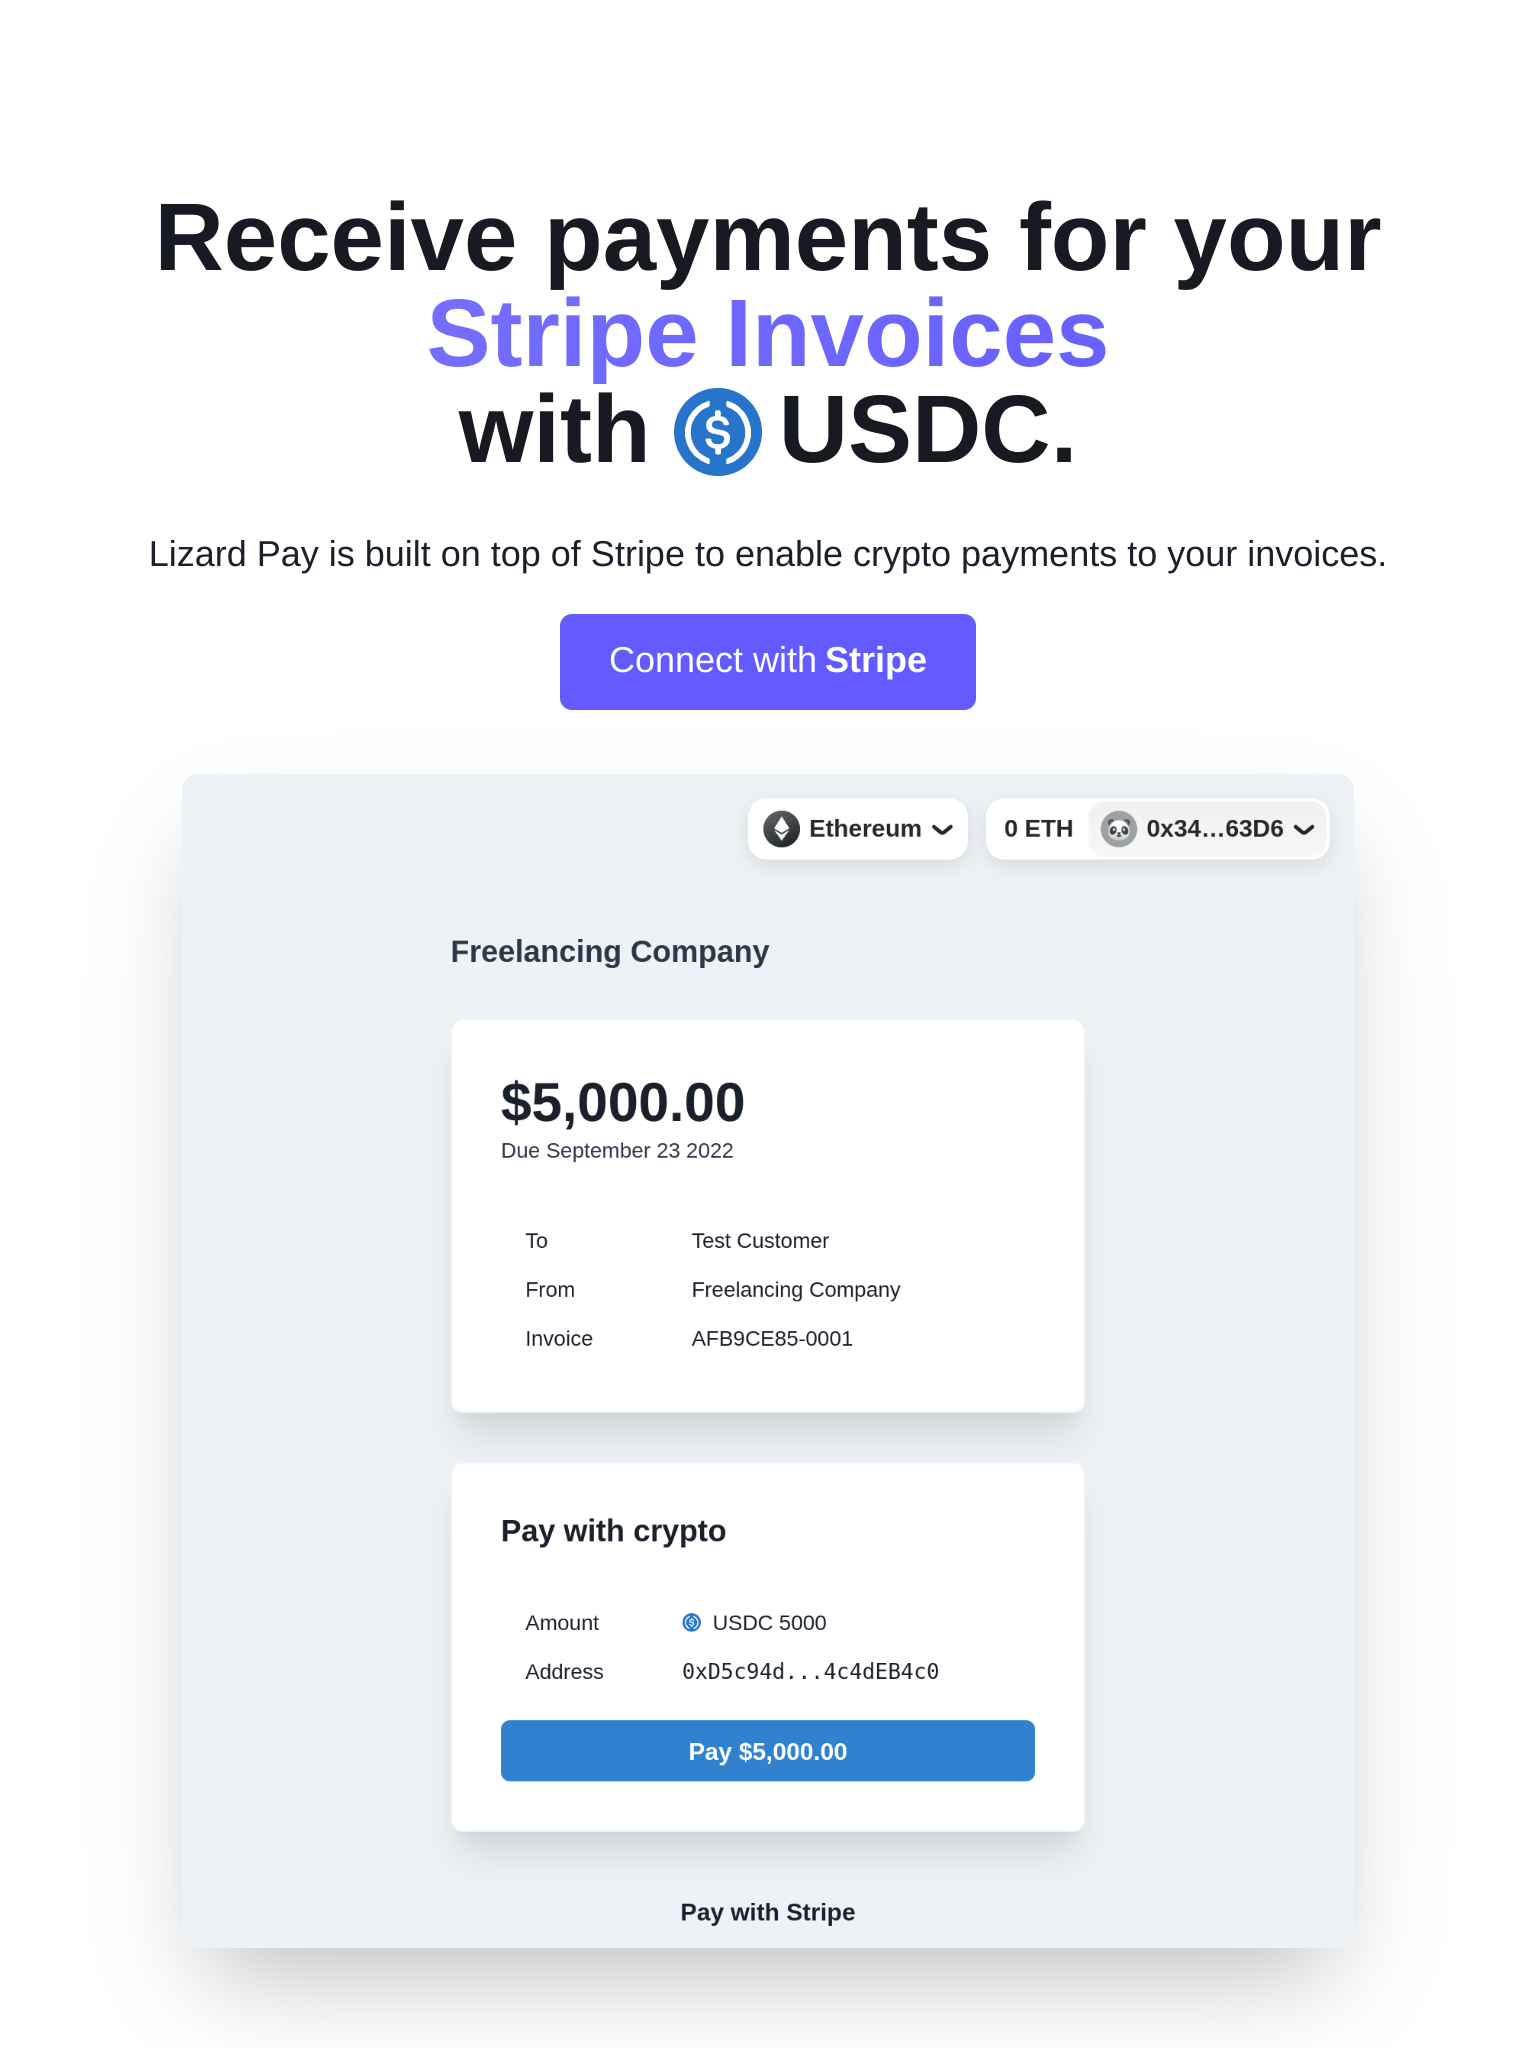 Receive payments for your
Stripe Invoices
with USDC.
Lizard Pay is built on top of Stripe to enable crypto payments to your invoices.
Connect with Stripe
Ethereum
0 ETH 0x34...63D6
Freelancing Company
$5,000.00
Due September 23 2022
To Test Customer
From Freelancing Company
Invoice AFB9CE85-0001
Pay with crypto
Amount USDC 5000
Address 0xD5c94d...4c4dEB4c0
Pay $5,000.00
Pay with Stripe